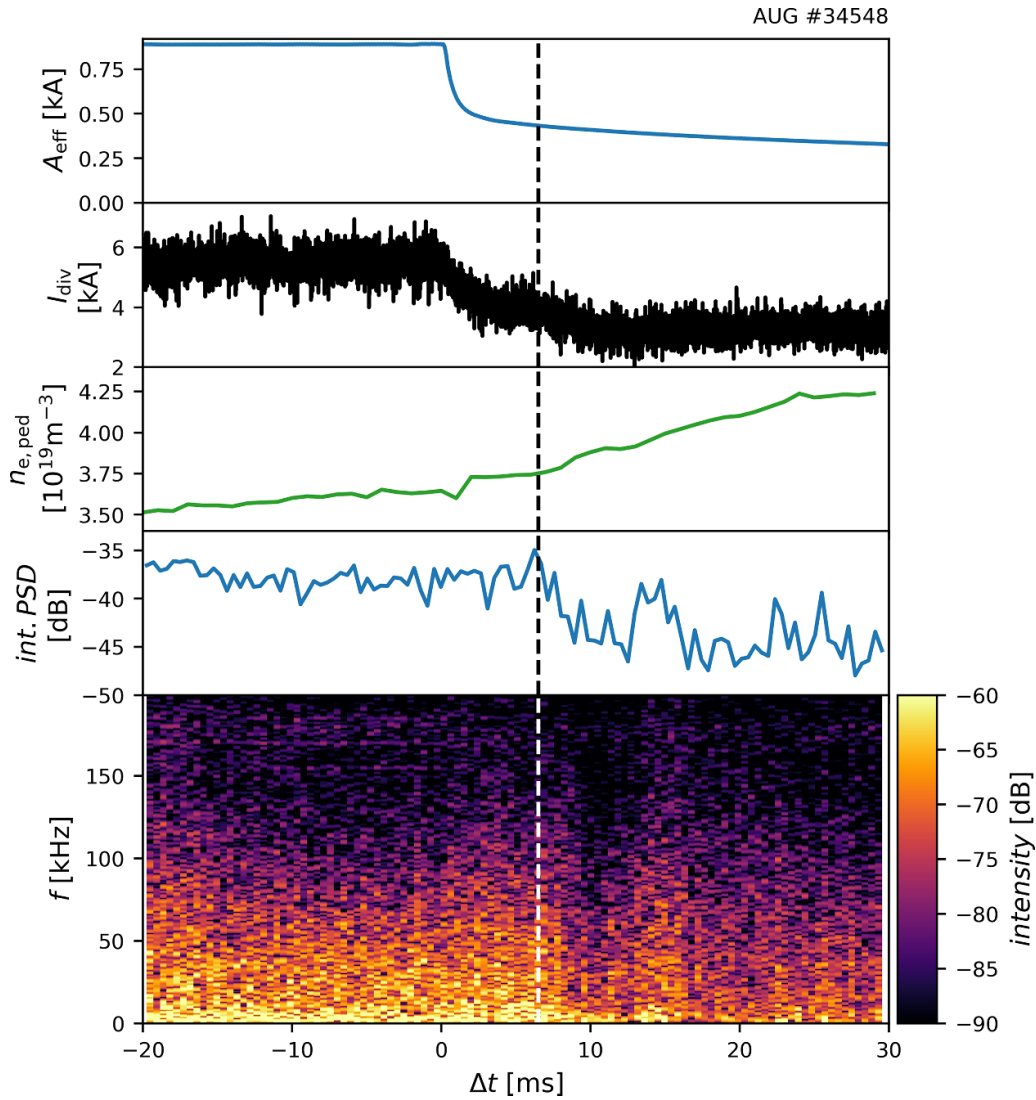 AUG #34548
A_eff [kA]
0.75
0.50
0.25
0.00
I_div
[kA]
6
4
2
n_e,ped
[10^19 m^−3]
4.25
4.00
3.75
3.50
int. PSD
[dB]
−35
−40
−45
−50
f [kHz]
150
100
50
0
−20
−10
0
10
20
30
Δt [ms]
−60
−65
−70
−75
−80
−85
−90
intensity [dB]